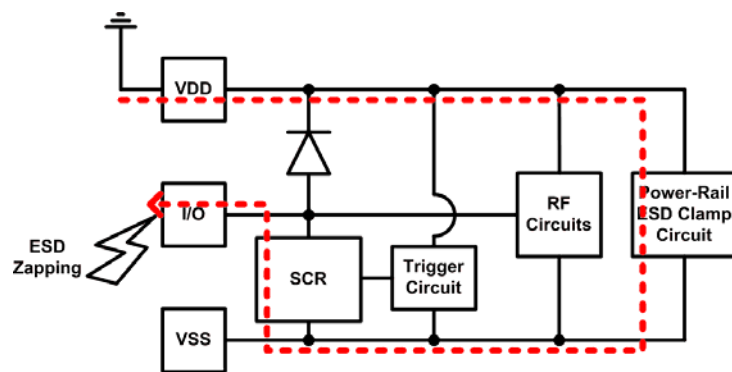 VDD
I/O
ESD
Zapping
SCR
Trigger
Circuit
RF
Circuits
Power-Rail
ESD Clamp
Circuit
VSS